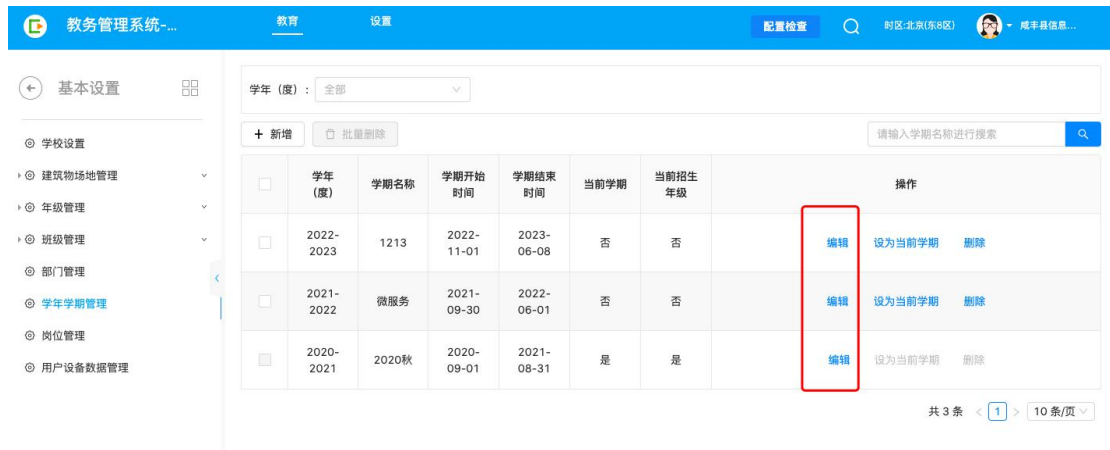 教务管理系统-... 教育 设置 配置检查 时区:北京(东8区) 咸丰县信息...
基本设置
学校设置
建筑物场地管理
年级管理
班级管理
部门管理
学年学期管理
岗位管理
用户设备数据管理
学年（度）: 全部
+ 新增 批量删除 请输入学期名称进行搜索
学年（度） 学期名称 学期开始时间 学期结束时间 当前学期 当前招生年级 操作
2022-2023 1213 2022-11-01 2023-06-08 否 否 编辑 设为当前学期 删除
2021-2022 微服务 2021-09-30 2022-06-01 否 否 编辑 设为当前学期 删除
2020-2021 2020秋 2020-09-01 2021-08-31 是 是 编辑 设为当前学期 删除
共 3 条 < 1 > 10 条/页